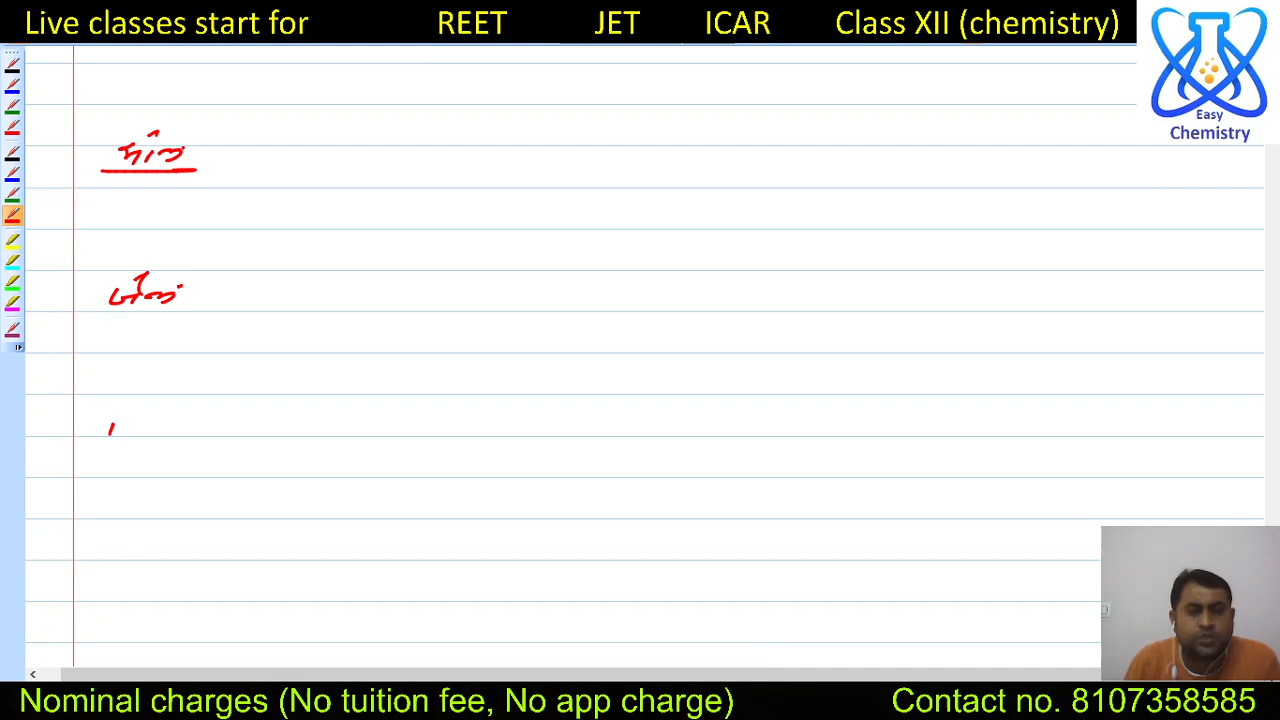 Live classes start for REET JET ICAR Class XII (chemistry)
Easy
Chemistry
Nominal charges (No tuition fee, No app charge) Contact no. 8107358585